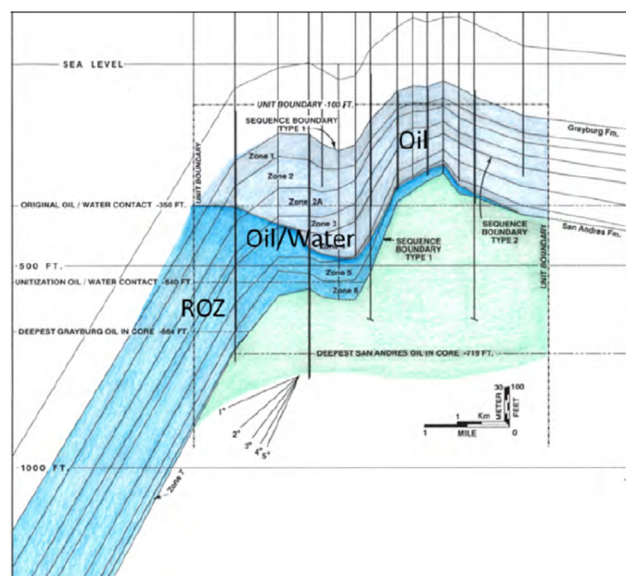 SEA LEVEL
UNIT BOUNDARY -100 FT.
SEQUENCE BOUNDARY
TYPE 1
Oil
Grayburg Fm.
Zone 1
UNIT BOUNDARY
Zone 2
Zone 2A
ORIGINAL OIL / WATER CONTACT -350 FT.
Zone 3
SEQUENCE
BOUNDARY
TYPE 2
San Andres Fm.
UNIT BOUNDARY
Oil/Water
SEQUENCE
BOUNDARY
TYPE 1
-500 FT.
Zone 5
UNITIZATION OIL / WATER CONTACT -540 FT.
Zone 6
ROZ
DEEPEST GRAYBURG OIL IN CORE -664 FT.
DEEPEST SAN ANDRES OIL IN CORE -719 FT.
1°
2°
3°
4°
5°
30 100
METER
FEET
1 Km
1 MILE 0
-1000 FT.
Zone 7